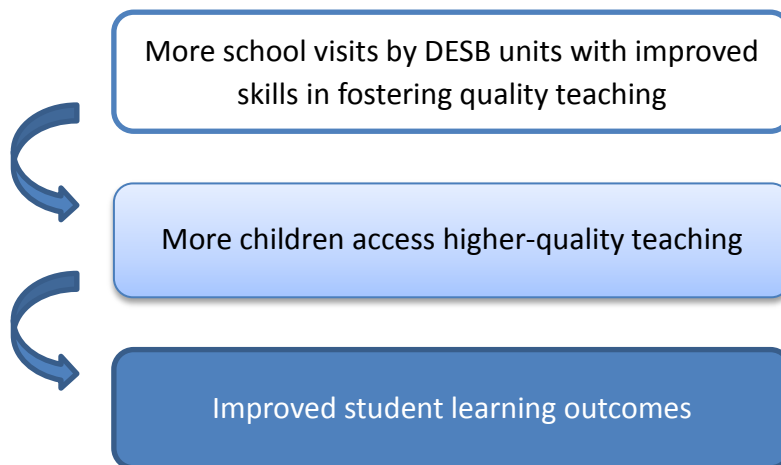 More school visits by DESB units with improved
skills in fostering quality teaching
More children access higher-quality teaching
Improved student learning outcomes